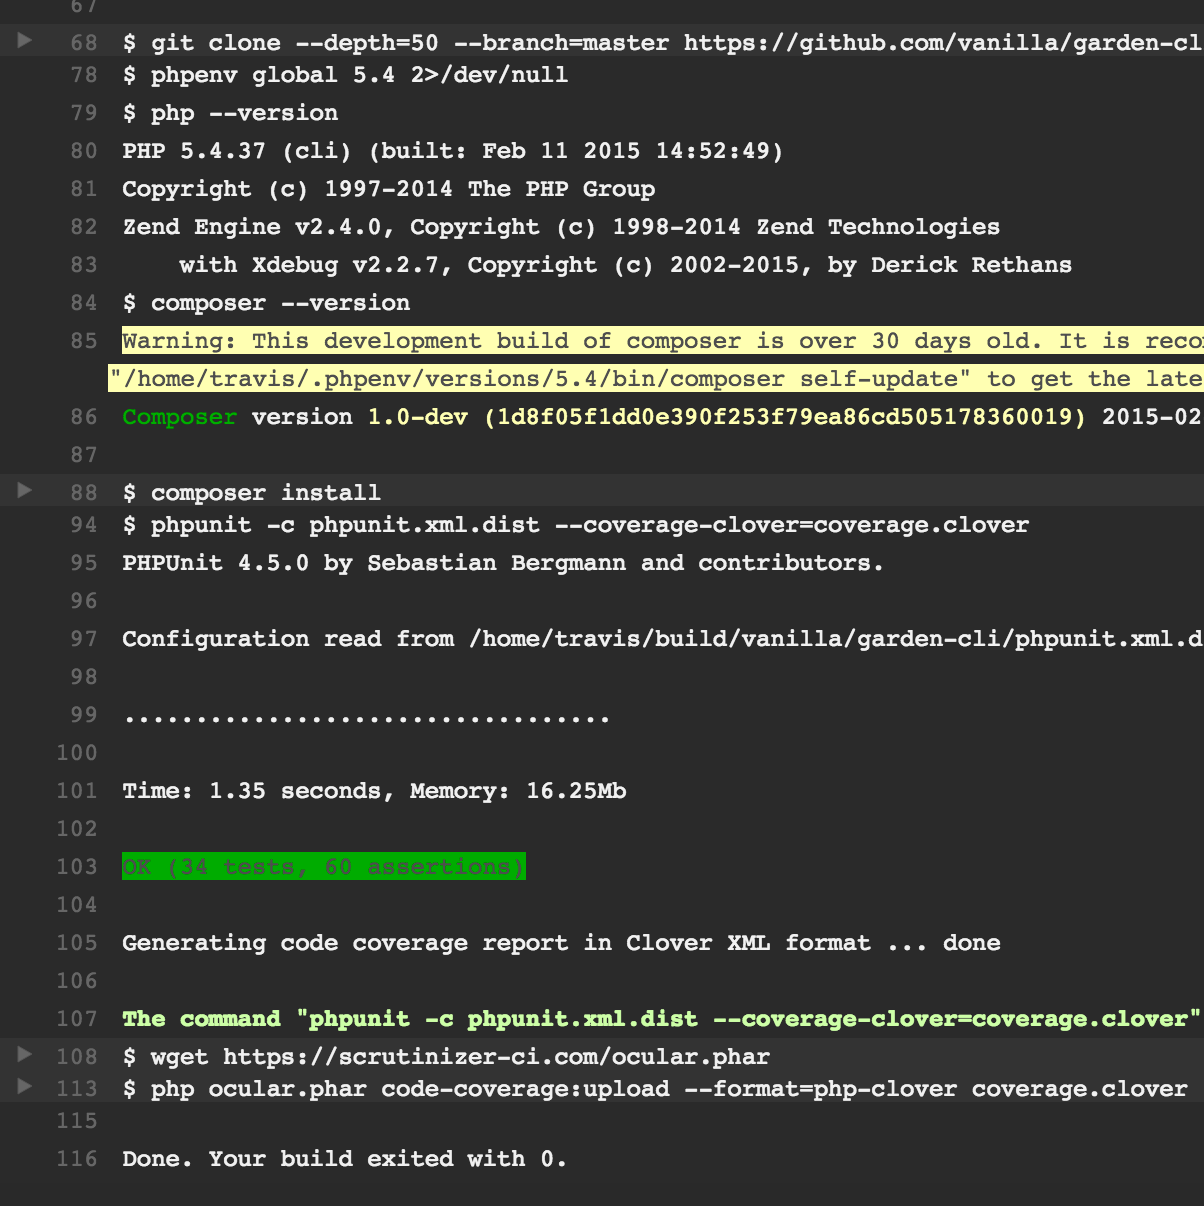 67
68 $ git clone --depth=50 --branch=master https://github.com/vanilla/garden-cl
78 $ phpenv global 5.4 2>/dev/null
79 $ php --version
80 PHP 5.4.37 (cli) (built: Feb 11 2015 14:52:49)
81 Copyright (c) 1997-2014 The PHP Group
82 Zend Engine v2.4.0, Copyright (c) 1998-2014 Zend Technologies
83     with Xdebug v2.2.7, Copyright (c) 2002-2015, by Derick Rethans
84 $ composer --version
85 Warning: This development build of composer is over 30 days old. It is reco
"/home/travis/.phpenv/versions/5.4/bin/composer self-update" to get the late
86 Composer version 1.0-dev (1d8f05f1dd0e390f253f79ea86cd505178360019) 2015-02
87
88 $ composer install
94 $ phpunit -c phpunit.xml.dist --coverage-clover=coverage.clover
95 PHPUnit 4.5.0 by Sebastian Bergmann and contributors.
96
97 Configuration read from /home/travis/build/vanilla/garden-cli/phpunit.xml.d
98
99 ..................................
100
101 Time: 1.35 seconds, Memory: 16.25Mb
102
103 OK (34 tests, 60 assertions)
104
105 Generating code coverage report in Clover XML format ... done
106
107 The command "phpunit -c phpunit.xml.dist --coverage-clover=coverage.clover"
108 $ wget https://scrutinizer-ci.com/ocular.phar
113 $ php ocular.phar code-coverage:upload --format=php-clover coverage.clover
115
116 Done. Your build exited with 0.